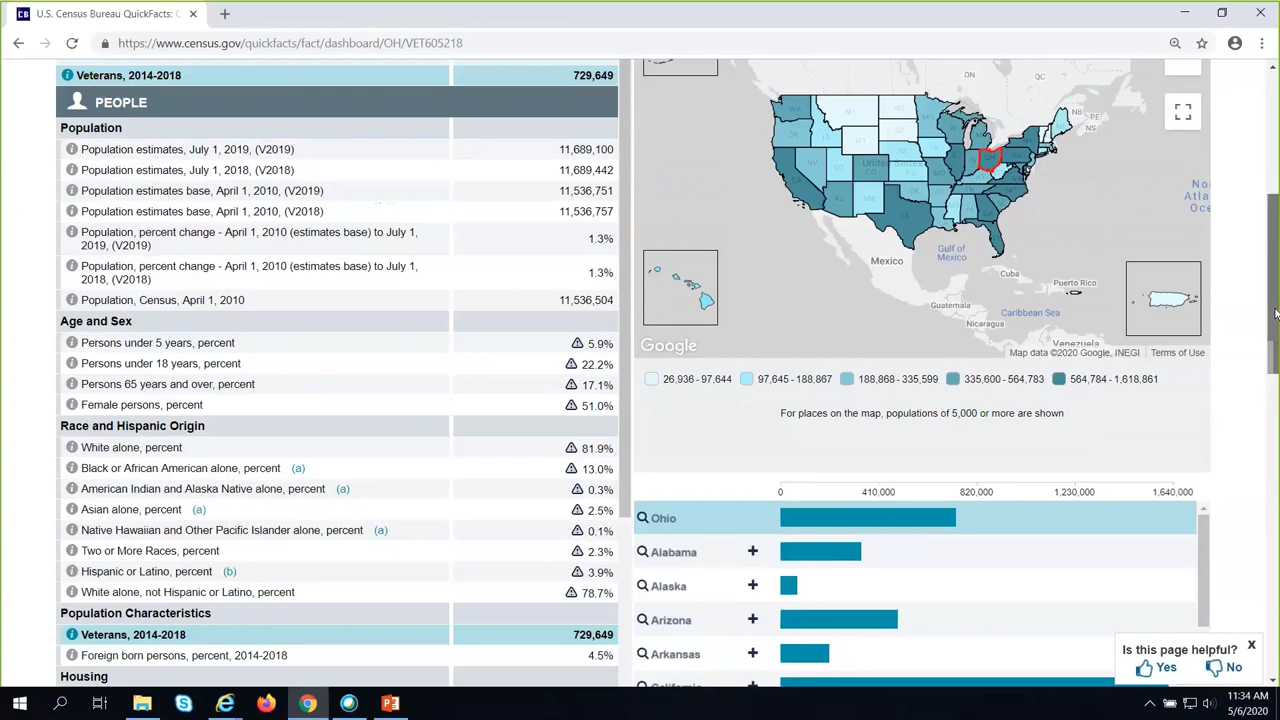 U.S. Census Bureau QuickFacts: C
https://www.census.gov/quickfacts/fact/dashboard/OH/VET605218
Veterans, 2014-2018 729,649
PEOPLE
Population
Population estimates, July 1, 2019, (V2019) 11,689,100
Population estimates, July 1, 2018, (V2018) 11,689,442
Population estimates base, April 1, 2010, (V2019) 11,536,751
Population estimates base, April 1, 2010, (V2018) 11,536,757
Population, percent change - April 1, 2010 (estimates base) to July 1,
2019, (V2019) 1.3%
Population, percent change - April 1, 2010 (estimates base) to July 1,
2018, (V2018) 1.3%
Population, Census, April 1, 2010 11,536,504
Age and Sex
Persons under 5 years, percent 5.9%
Persons under 18 years, percent 22.2%
Persons 65 years and over, percent 17.1%
Female persons, percent 51.0%
Race and Hispanic Origin
White alone, percent 81.9%
Black or African American alone, percent (a) 13.0%
American Indian and Alaska Native alone, percent (a) 0.3%
Asian alone, percent (a) 2.5%
Native Hawaiian and Other Pacific Islander alone, percent (a) 0.1%
Two or More Races, percent 2.3%
Hispanic or Latino, percent (b) 3.9%
White alone, not Hispanic or Latino, percent 78.7%
Population Characteristics
Veterans, 2014-2018 729,649
Foreign born persons, percent, 2014-2018 4.5%
Housing
ON
QC
NB
PE
NS
United States
Gulf of
Mexico
Mexico
Cuba
Puerto Rico
Guatemala
Caribbean Sea
Nicaragua
Venezuela
Google
Map data ©2020 Google, INEGI Terms of Use
26,936 - 97,644 97,645 - 188,867 188,868 - 335,599 335,600 - 564,783 564,784 - 1,618,861
For places on the map, populations of 5,000 or more are shown
0 410,000 820,000 1,230,000 1,640,000
Ohio
Alabama
Alaska
Arizona
Arkansas
California
Is this page helpful? X
Yes No
11:34 AM
5/6/2020